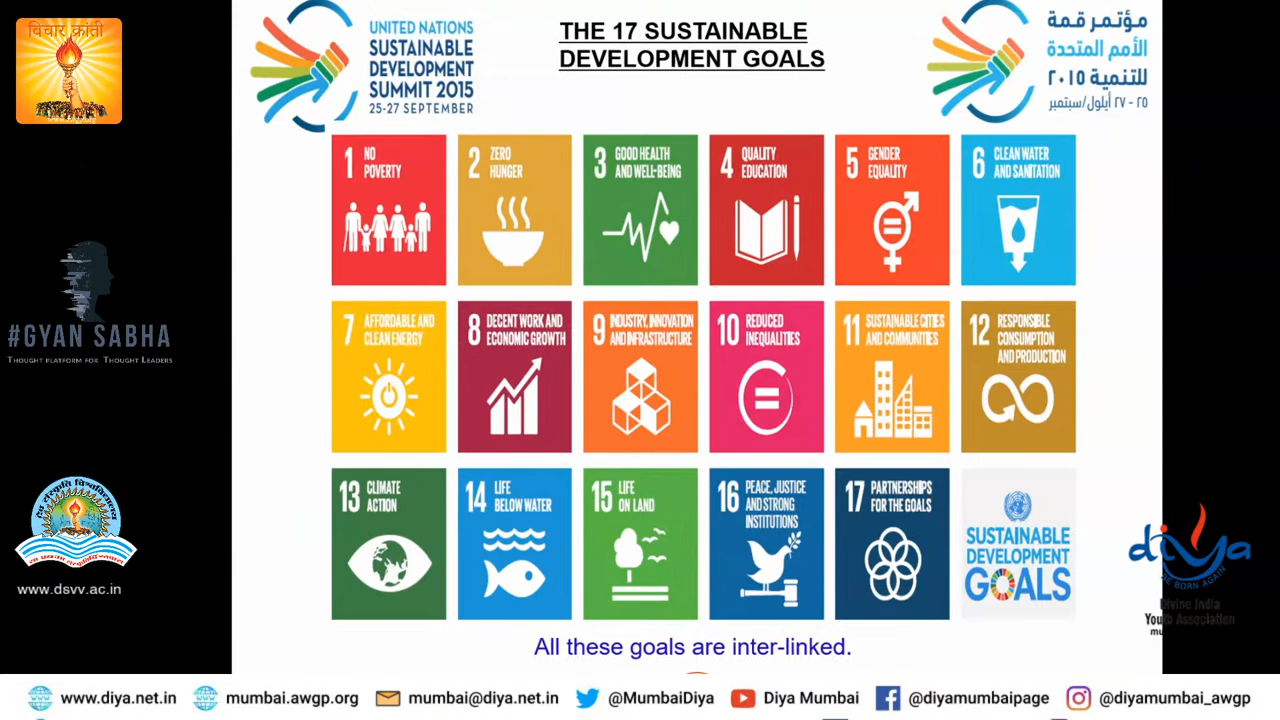 विचार क्रांती
www.awgp.org
#GYAN SABHA
THOUGHT PLATFORM FOR THOUGHT LEADERS
देव संस्कृति विश्वविद्यालय
www.dsvv.ac.in
UNITED NATIONS
SUSTAINABLE
DEVELOPMENT
SUMMIT 2015
25-27 SEPTEMBER
THE 17 SUSTAINABLE
DEVELOPMENT GOALS
مؤتمر قمة
الأمم المتحدة
للتنمية ٢٠١٥
٢٥ - ٢٧ أيلول/سبتمبر
1 NO
POVERTY
2 ZERO
HUNGER
3 GOOD HEALTH
AND WELL-BEING
4 QUALITY
EDUCATION
5 GENDER
EQUALITY
6 CLEAN WATER
AND SANITATION
7 AFFORDABLE AND
CLEAN ENERGY
8 DECENT WORK AND
ECONOMIC GROWTH
9 INDUSTRY, INNOVATION
AND INFRASTRUCTURE
10 REDUCED
INEQUALITIES
11 SUSTAINABLE CITIES
AND COMMUNITIES
12 RESPONSIBLE
CONSUMPTION
AND PRODUCTION
13 CLIMATE
ACTION
14 LIFE
BELOW WATER
15 LIFE
ON LAND
16 PEACE, JUSTICE
AND STRONG
INSTITUTIONS
17 PARTNERSHIPS
FOR THE GOALS
SUSTAINABLE
DEVELOPMENT
GOALS
All these goals are inter-linked.
diya
BE BORN AGAIN
Divine India
Youth Association
www.diya.net.in
mumbai.awgp.org
mumbai@diya.net.in
@MumbaiDiya
Diya Mumbai
@diyamumbaipage
@diyamumbai_awgp